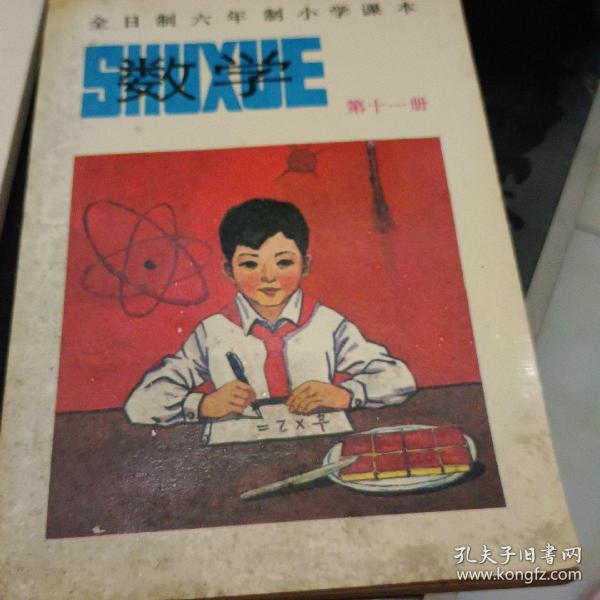 全日制六年制小学课本
SHUXUE
数学
第十一册
孔夫子旧书网
www.kongfz.com